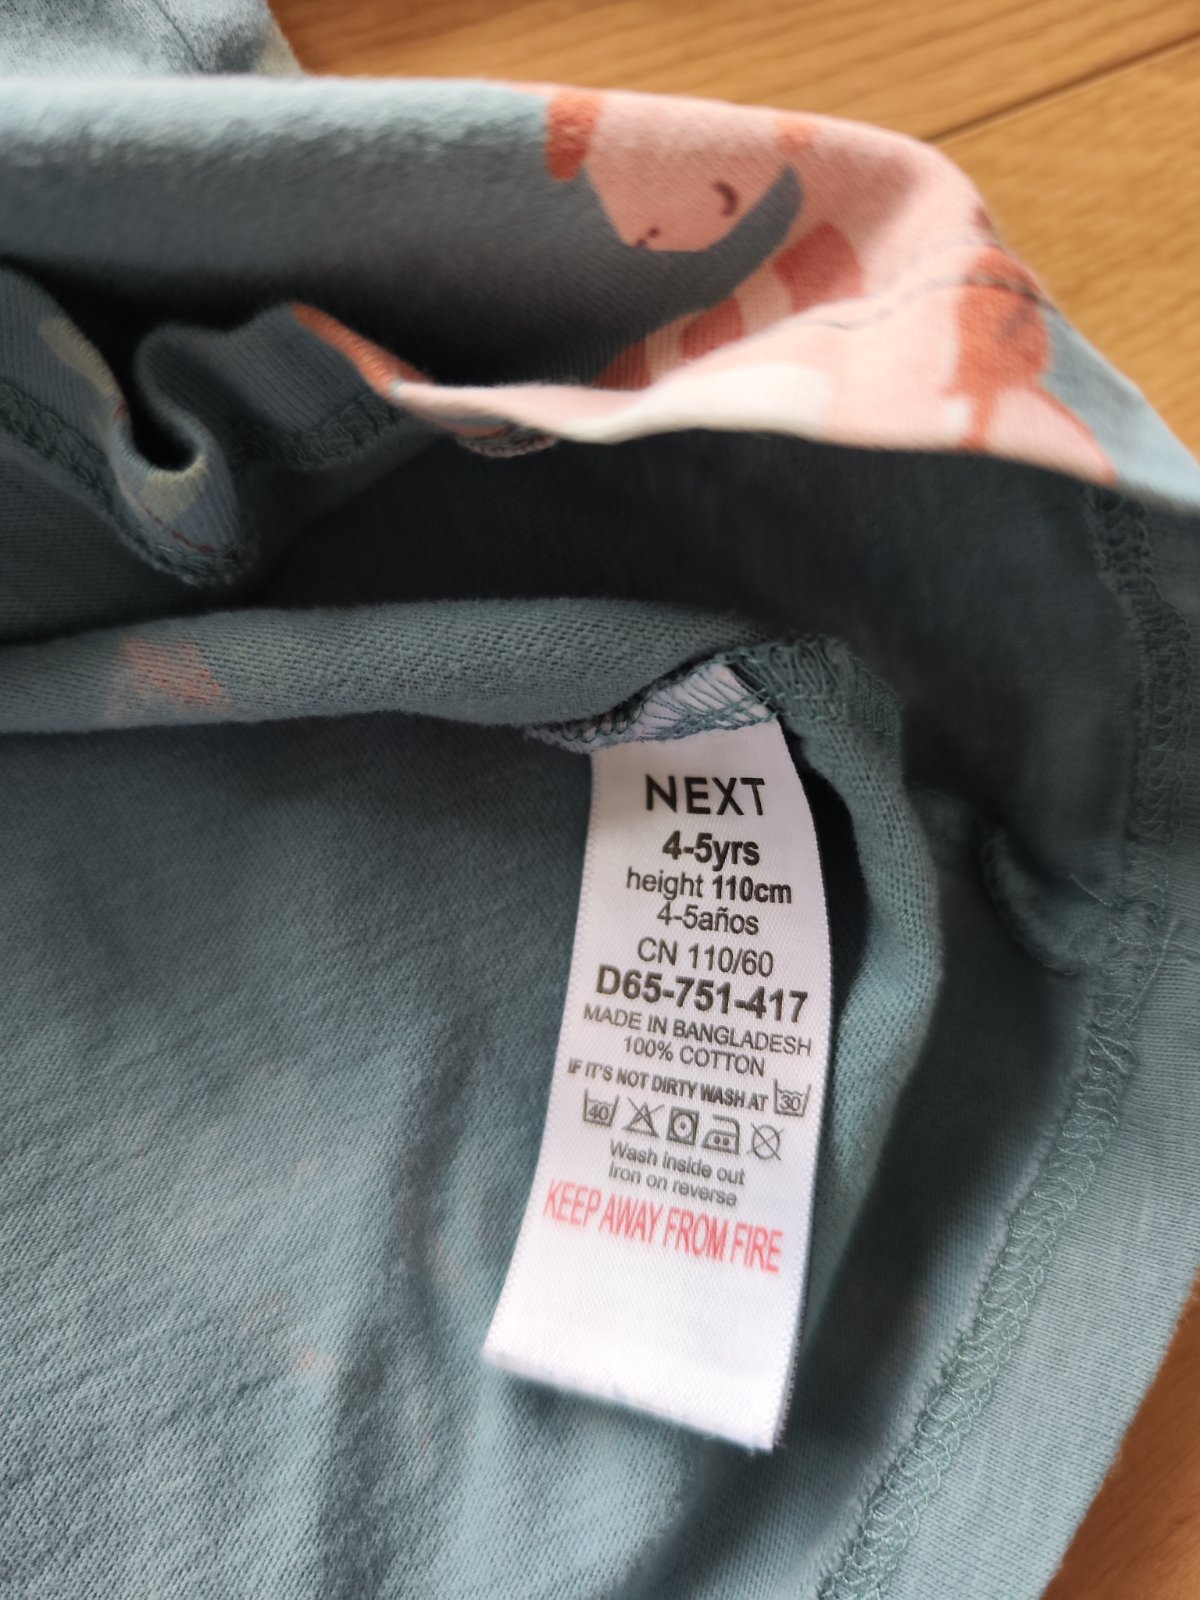 NEXT
4-5yrs
height 110cm
4-5años
CN 110/60
D65-751-417
MADE IN BANGLADESH
100% COTTON
IF IT'S NOT DIRTY WASH AT 30
40
Wash inside out
Iron on reverse
KEEP AWAY FROM FIRE